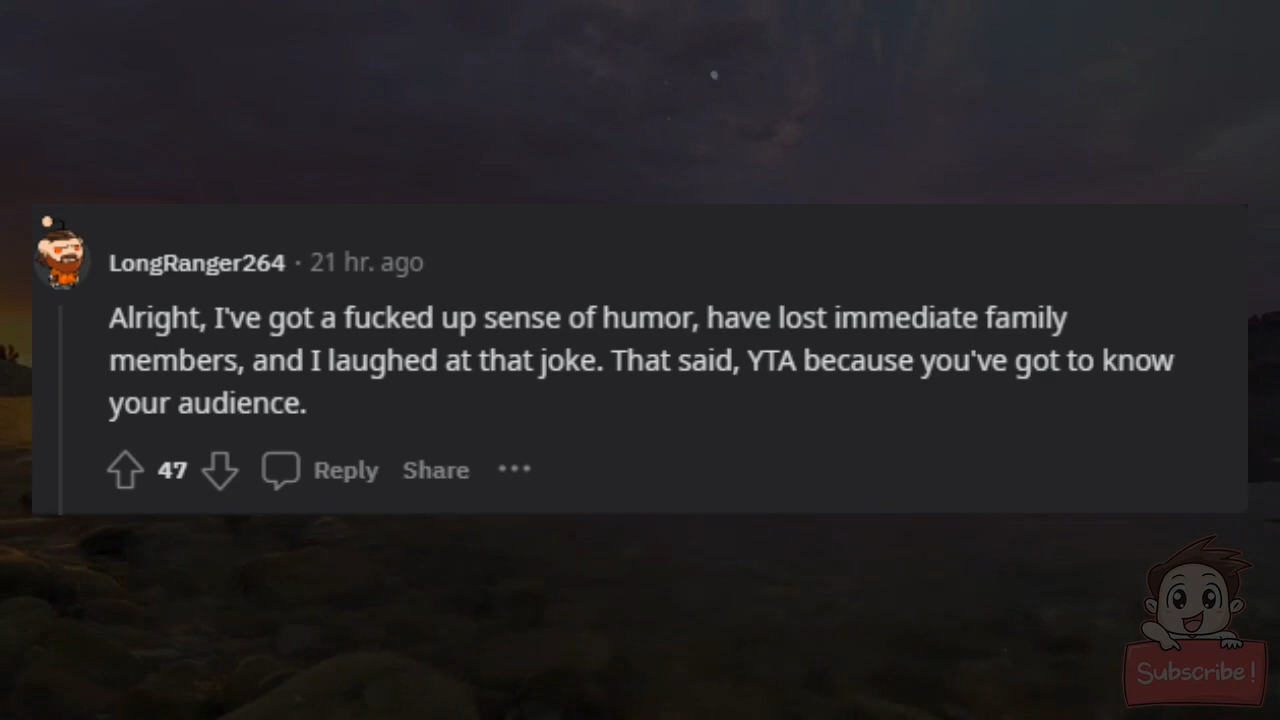 LongRanger264 · 21 hr. ago
Alright, I've got a fucked up sense of humor, have lost immediate family
members, and I laughed at that joke. That said, YTA because you've got to know
your audience.
47 Reply Share ···
Subscribe!